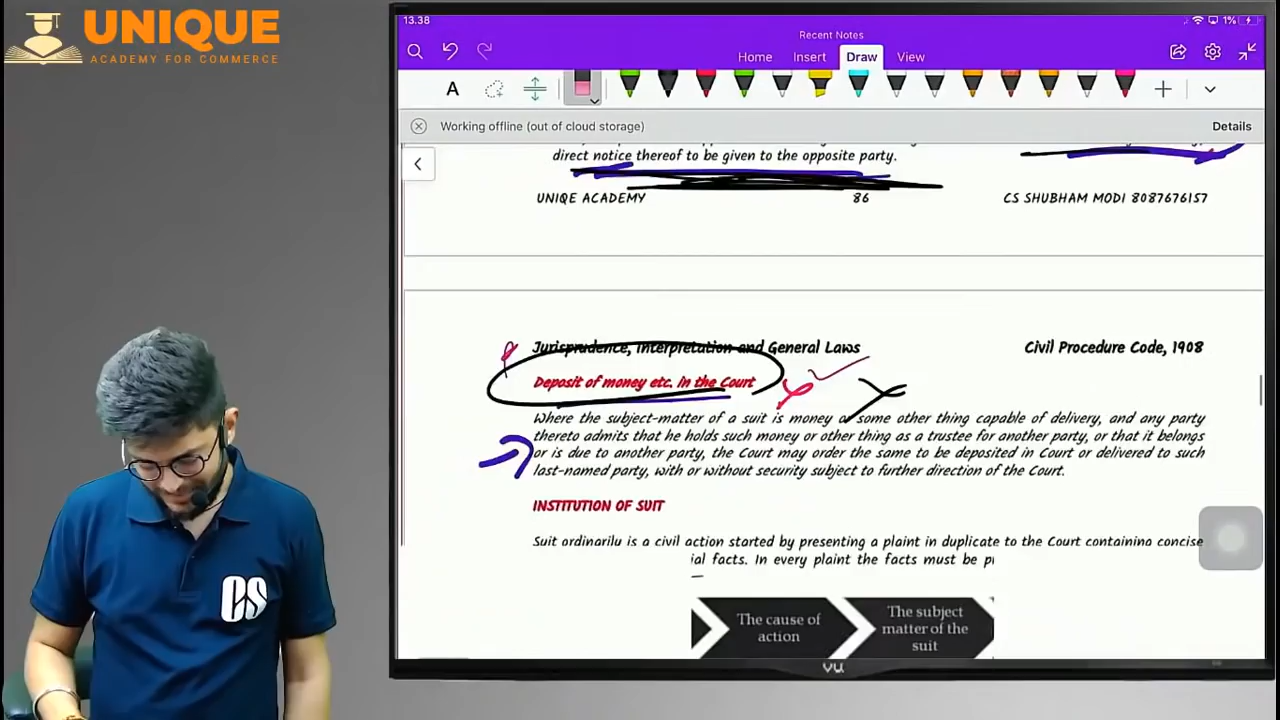 UNIQUE
ACADEMY FOR COMMERCE
13.38
1%
Recent Notes
Home Insert Draw View
A
Working offline (out of cloud storage)
Details
direct notice thereof to be given to the opposite party.
UNIQE ACADEMY 86 CS SHUBHAM MODI 8087676157
Jurisprudence, Interpretation and General Laws Civil Procedure Code, 1908
Deposit of money etc. in the Court
Where the subject-matter of a suit is money or some other thing capable of delivery, and any party
thereto admits that he holds such money or other thing as a trustee for another party, or that it belongs
or is due to another party, the Court may order the same to be deposited in Court or delivered to such
last-named party, with or without security subject to further direction of the Court.
INSTITUTION OF SUIT
Suit ordinarily is a civil action started by presenting a plaint in duplicate to the Court containing concise
ial facts. In every plaint the facts must be
The cause of
action
The subject
matter of the
suit
CS
vu